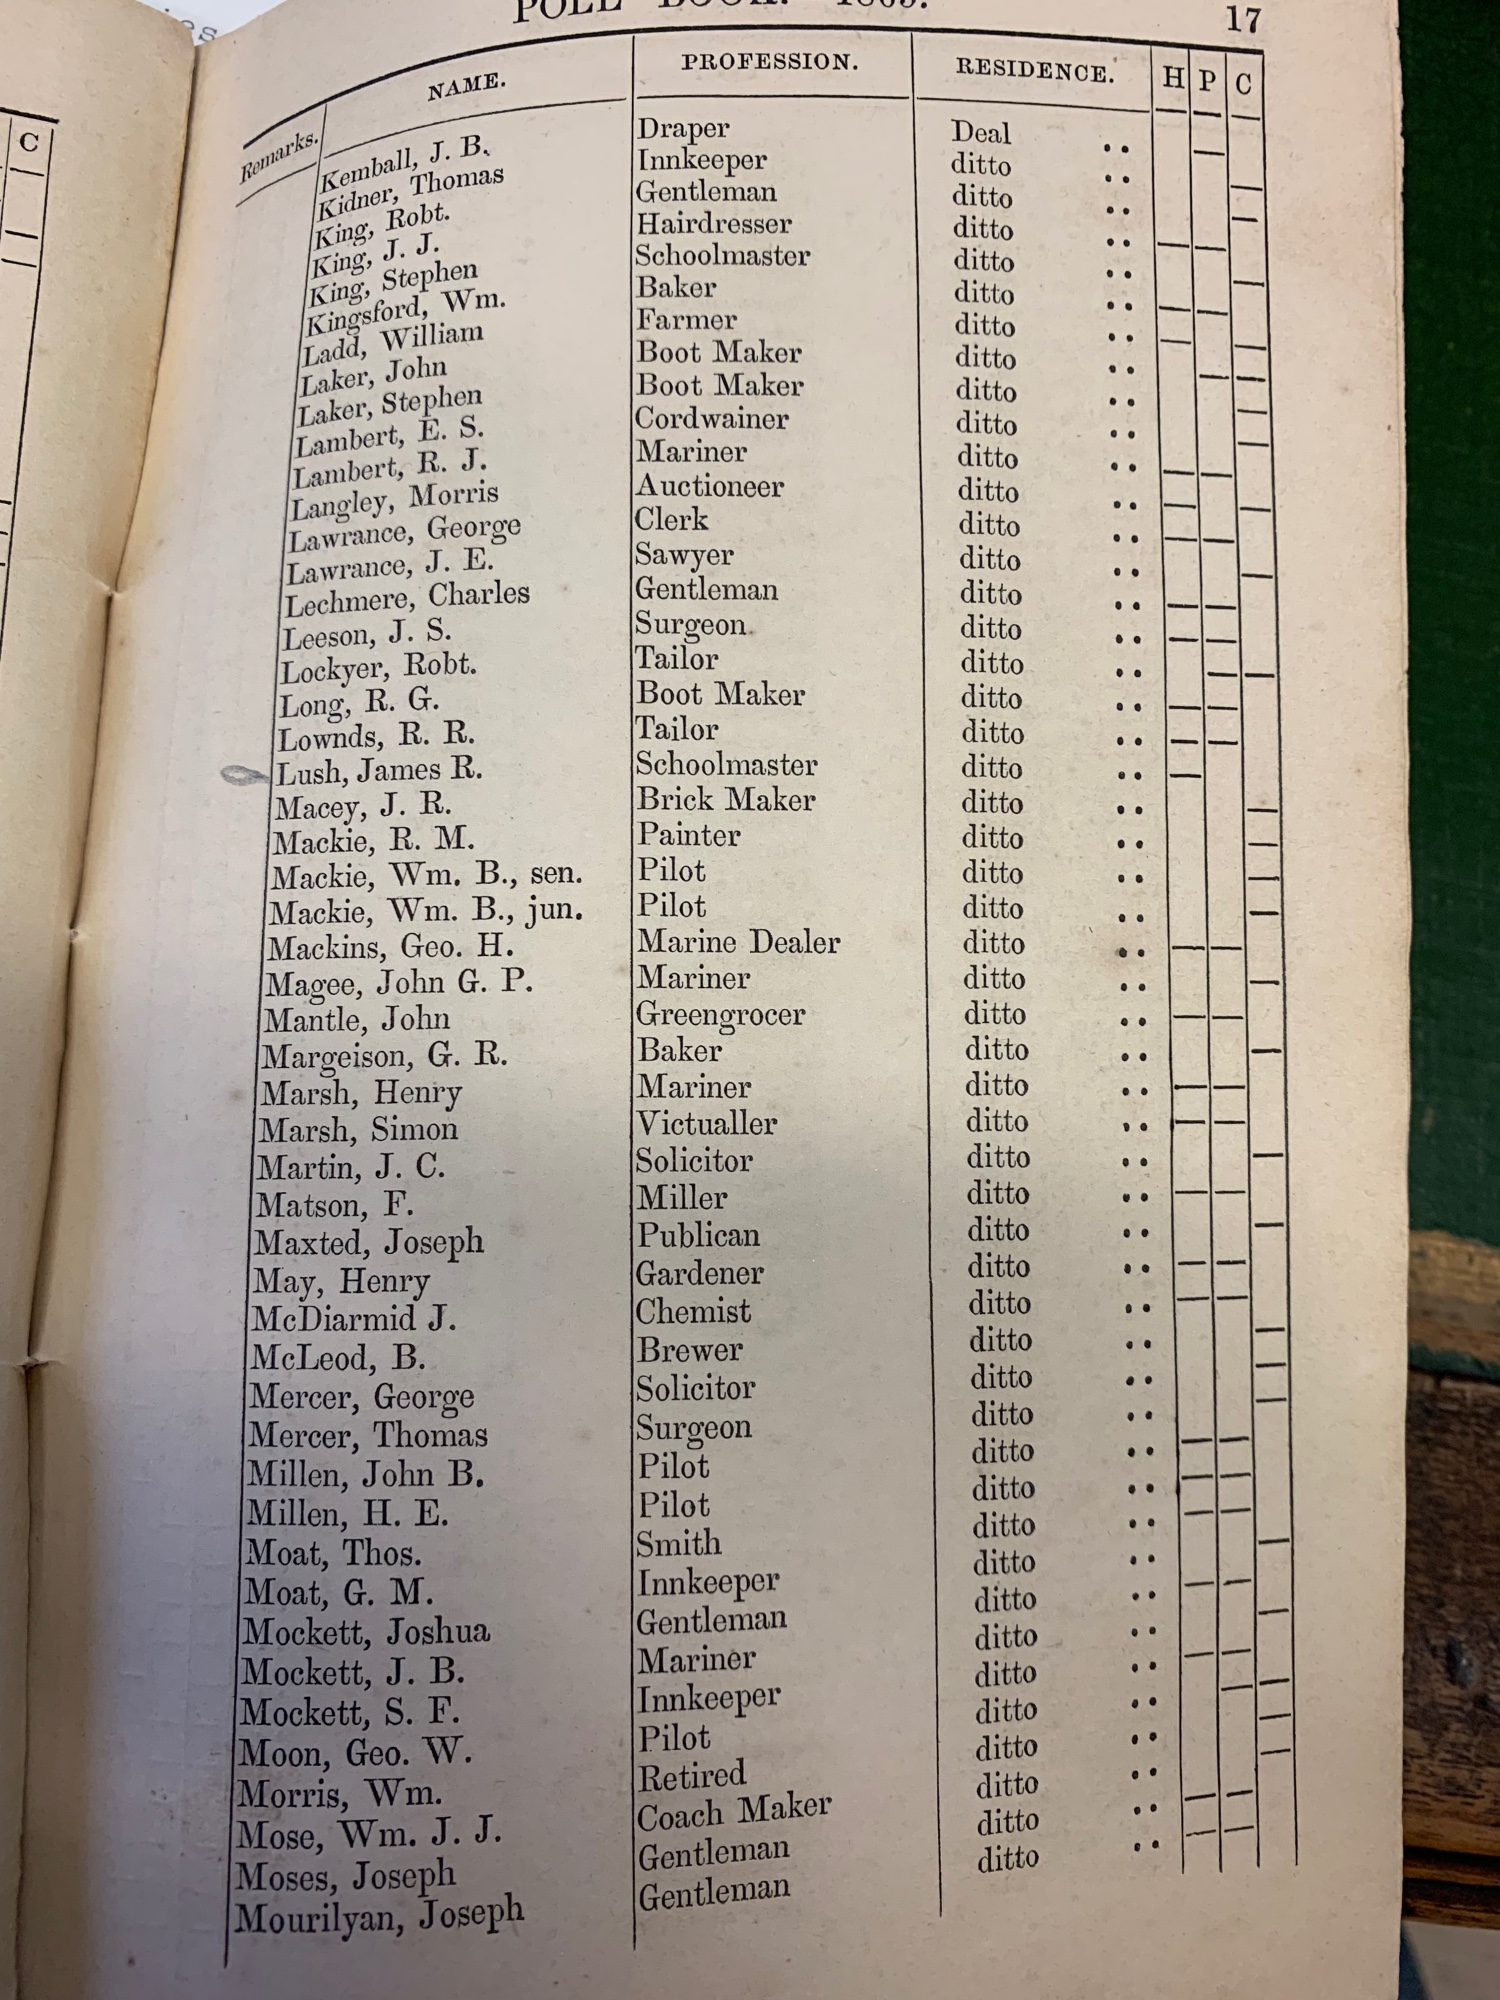 POLL BOOK. 1865. 17
Remarks. NAME. PROFESSION. RESIDENCE. H P C
C
Kemball, J. B. Draper Deal ..
Kidner, Thomas Innkeeper ditto ..
King, Robt. Gentleman ditto ..
King, J. J. Hairdresser ditto ..
King, Stephen Schoolmaster ditto ..
Kingsford, Wm. Baker ditto ..
Ladd, William Farmer ditto ..
Laker, John Boot Maker ditto ..
Laker, Stephen Boot Maker ditto ..
Lambert, E. S. Cordwainer ditto ..
Lambert, R. J. Mariner ditto ..
Langley, Morris Auctioneer ditto ..
Lawrance, George Clerk ditto ..
Lawrance, J. E. Sawyer ditto ..
Lechmere, Charles Gentleman ditto ..
Leeson, J. S. Surgeon ditto ..
Lockyer, Robt. Tailor ditto ..
Long, R. G. Boot Maker ditto ..
Lownds, R. R. Tailor ditto ..
Lush, James R. Schoolmaster ditto ..
Macey, J. R. Brick Maker ditto ..
Mackie, R. M. Painter ditto ..
Mackie, Wm. B., sen. Pilot ditto ..
Mackie, Wm. B., jun. Pilot ditto ..
Mackins, Geo. H. Marine Dealer ditto ..
Magee, John G. P. Mariner ditto ..
Mantle, John Greengrocer ditto ..
Margeison, G. R. Baker ditto ..
Marsh, Henry Mariner ditto ..
Marsh, Simon Victualler ditto ..
Martin, J. C. Solicitor ditto ..
Matson, F. Miller ditto ..
Maxted, Joseph Publican ditto ..
May, Henry Gardener ditto ..
McDiarmid J. Chemist ditto ..
McLeod, B. Brewer ditto ..
Mercer, George Solicitor ditto ..
Mercer, Thomas Surgeon ditto ..
Millen, John B. Pilot ditto ..
Millen, H. E. Pilot ditto ..
Moat, Thos. Smith ditto ..
Moat, G. M. Innkeeper ditto ..
Mockett, Joshua Gentleman ditto ..
Mockett, J. B. Mariner ditto ..
Mockett, S. F. Innkeeper ditto ..
Moon, Geo. W. Pilot ditto ..
Morris, Wm. Retired ditto ..
Mose, Wm. J. J. Coach Maker ditto ..
Moses, Joseph Gentleman ditto ..
Mourilyan, Joseph Gentleman ditto ..